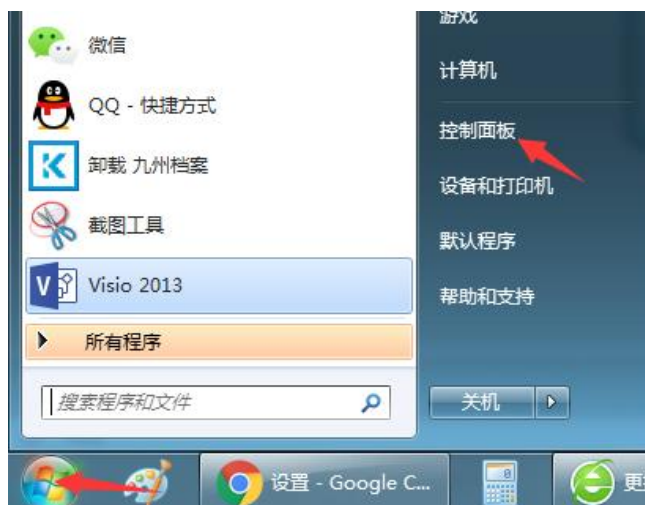 微信
QQ - 快捷方式
卸载 九州档案
截图工具
Visio 2013
所有程序
搜索程序和文件
游戏
计算机
控制面板
设备和打印机
默认程序
帮助和支持
关机
设置 - Google C...
更